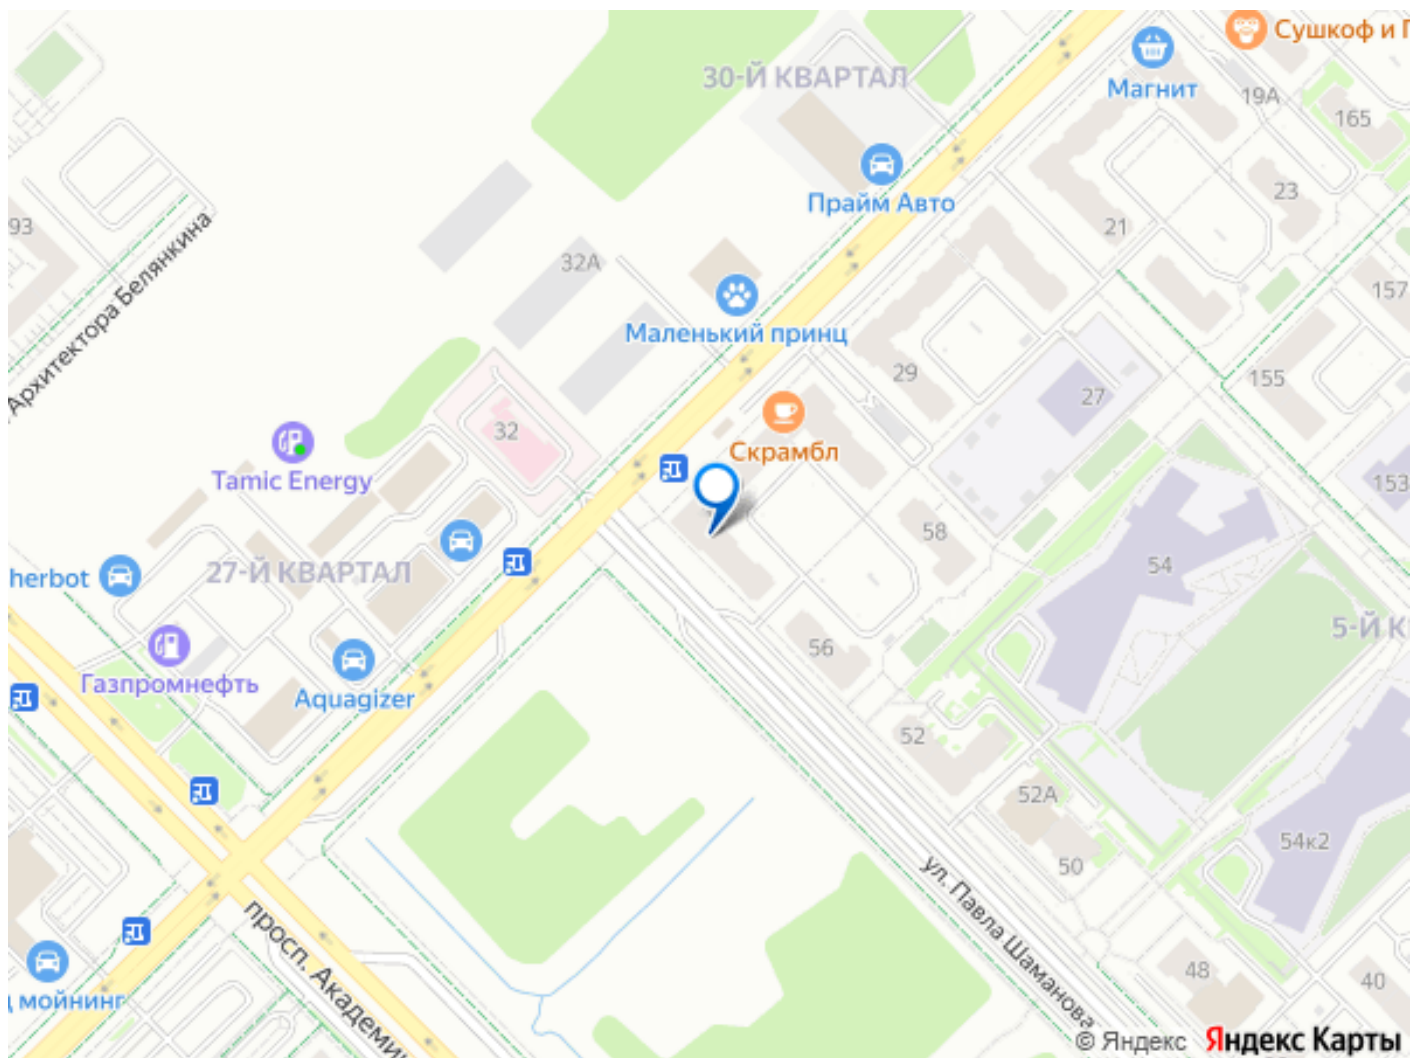 Сушкоф и П
30-Й КВАРТАЛ
Магнит
19А
165
Прайм Авто
23
21
93
32А
Архитектора Белянкина
157
Маленький принц
29
155
27
32
Скрамбл
Tamic Energy
153
58
54
27-Й КВАРТАЛ
herbot
5-Й К
56
Газпромнефть
Aquagizer
52
52А
54к2
50
ул. Павла Шаманова
просп. Академи
48
40
д мойнинг
© Яндекс Яндекс Карты